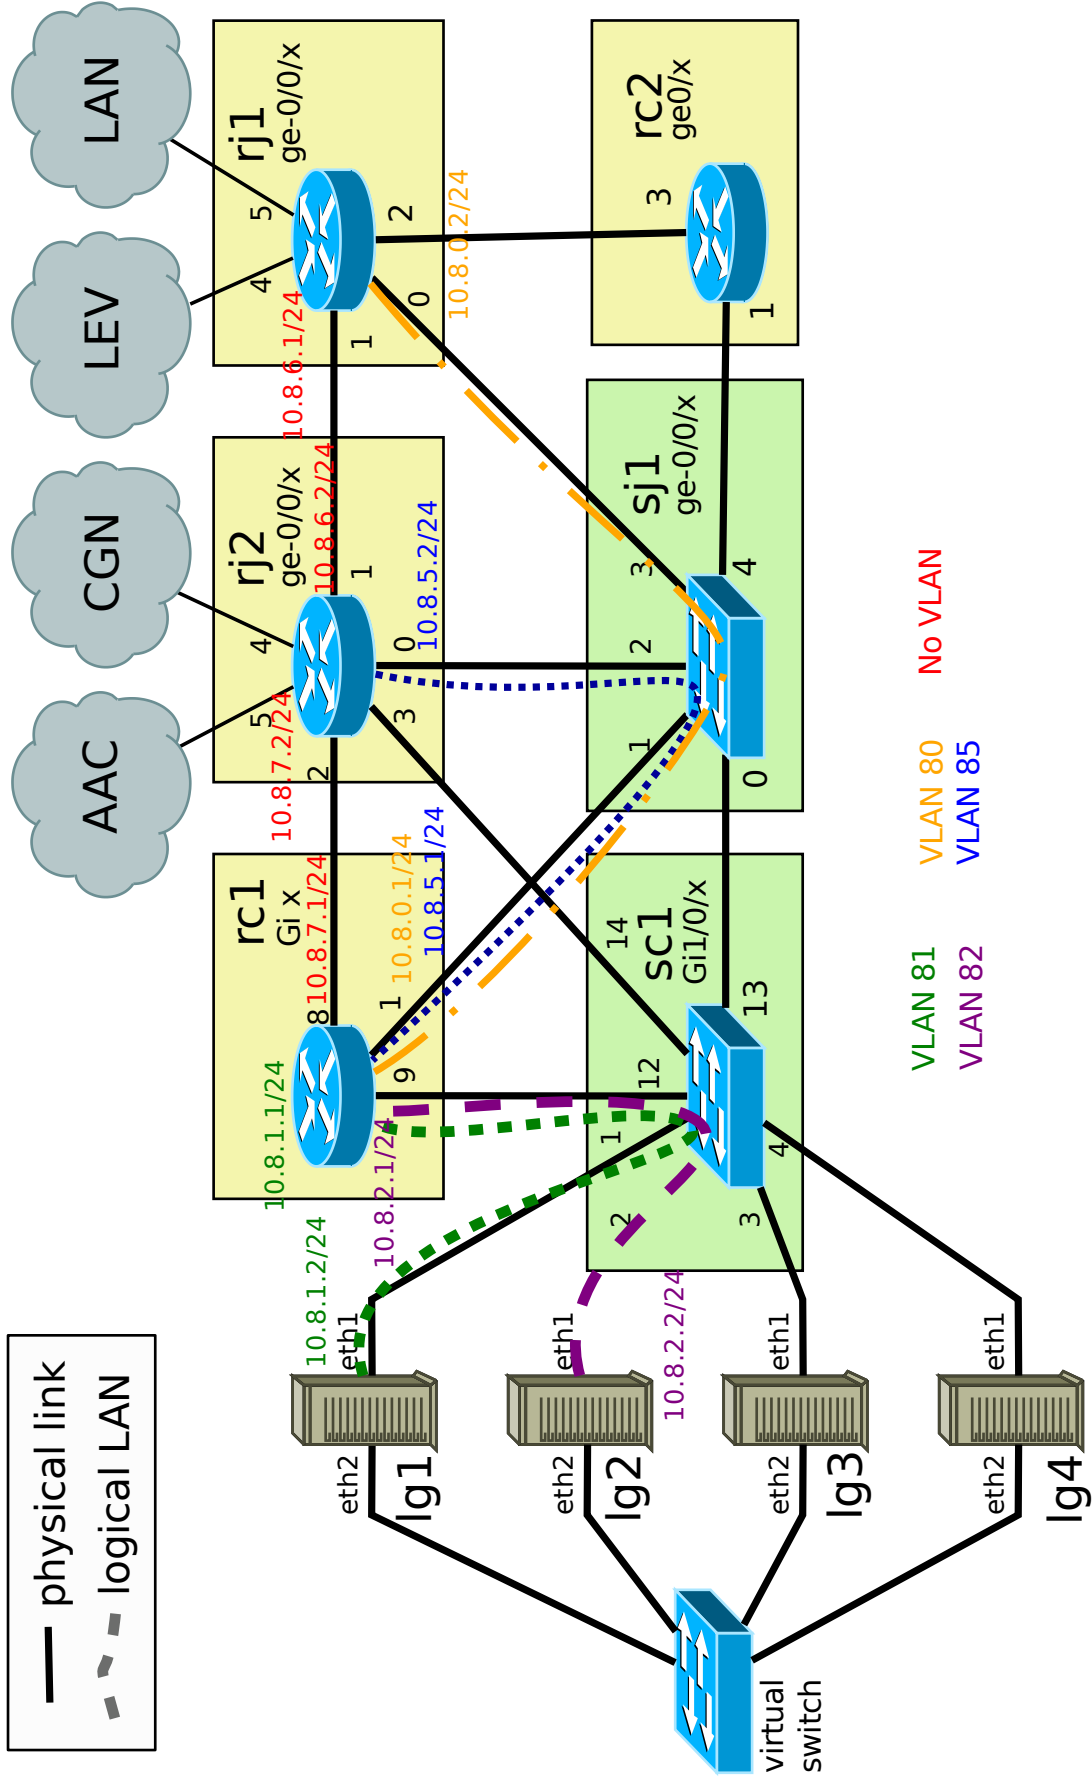 physical link
logical LAN
AAC
CGN
LEV
LAN
rc1
Gi x
rj2
ge-0/0/x
rj1
ge-0/0/x
5
4
4
5
10.8.1.1/24
10.8.7.2/24
10.8.6.1/24
8
10.8.7.1/24
2
10.8.6.2/24
1
1
9
1
3
0
0
2
10.8.2.1/24
10.8.0.1/24
10.8.5.1/24
10.8.5.2/24
10.8.0.2/24
10.8.1.2/24
eth2
eth1
lg1
eth2
eth1
lg2
10.8.2.2/24
eth2
eth1
lg3
eth2
eth1
lg4
virtual
switch
sc1
Gi1/0/x
1
2
3
4
12
14
13
sj1
ge-0/0/x
1
2
3
0
4
rc2
ge0/x
3
1
VLAN 81
VLAN 82
VLAN 80
VLAN 85
No VLAN